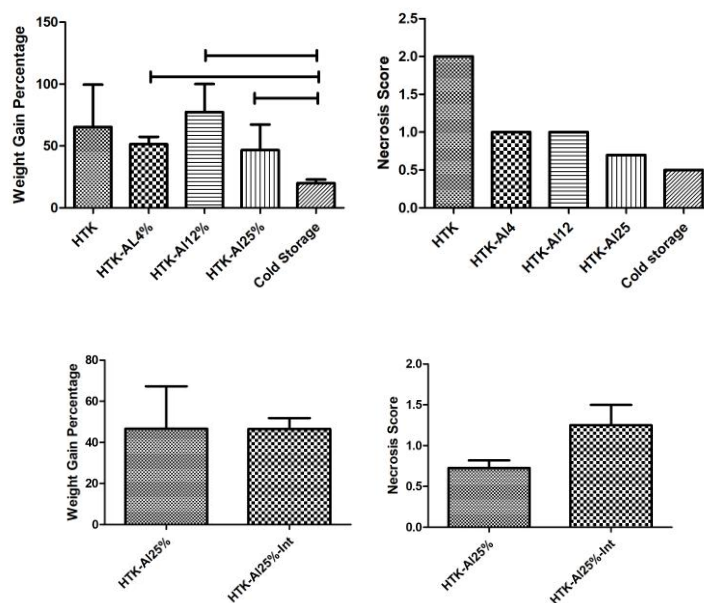 Weight Gain Percentage
150
100
50
0
HTK
HTK-AL4%
HTK-Al12%
HTK-Al25%
Cold Storage
Necrosis Score
2.0
1.5
1.0
0.5
0.0
HTK
HTK-Al4
HTK-Al12
HTK-Al25
Cold storage
Weight Gain Percentage
80
60
40
20
0
HTK-Al25%
HTK-Al25%-Int
Necrosis Score
2.0
1.5
1.0
0.5
0.0
HTK-Al25%
HTK-Al25%-Int